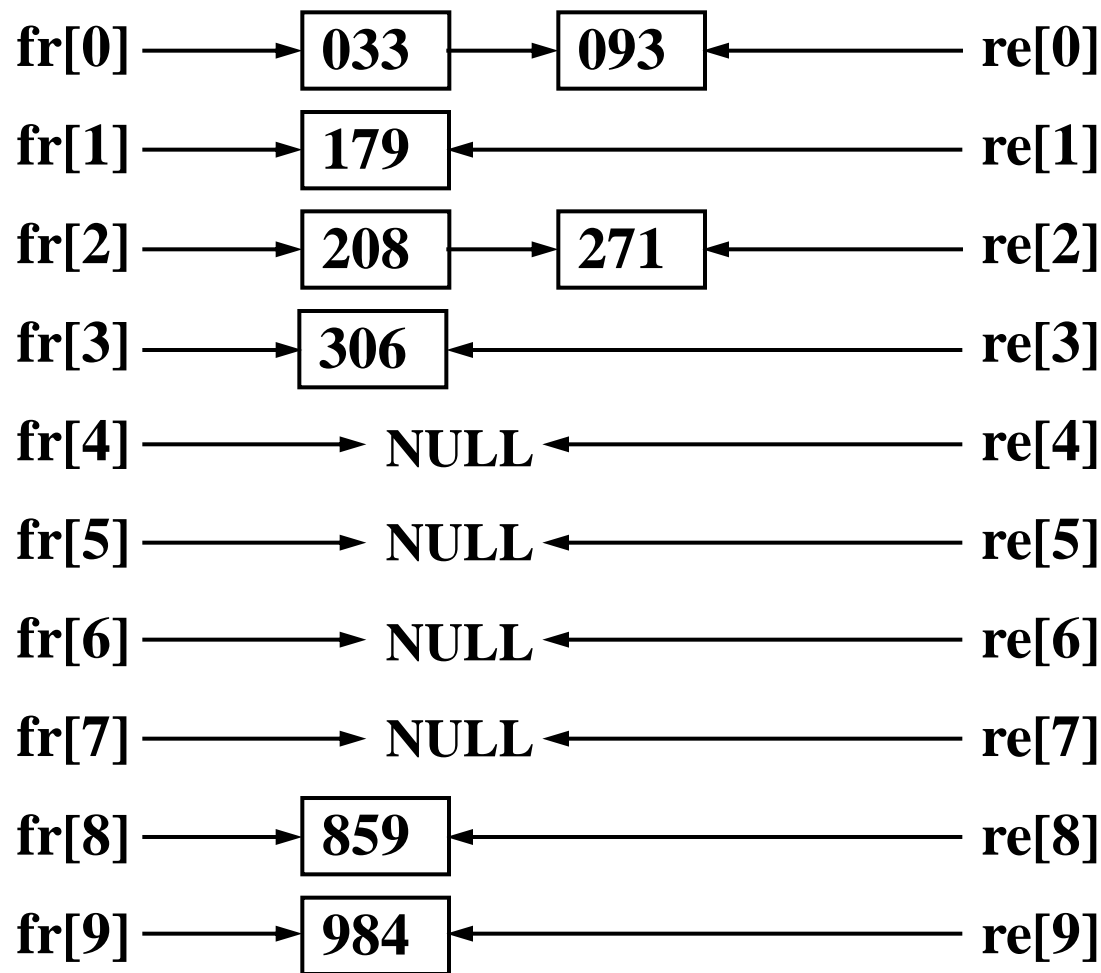 fr[0] 033 093 re[0]
fr[1] 179 re[1]
fr[2] 208 271 re[2]
fr[3] 306 re[3]
fr[4] NULL re[4]
fr[5] NULL re[5]
fr[6] NULL re[6]
fr[7] NULL re[7]
fr[8] 859 re[8]
fr[9] 984 re[9]